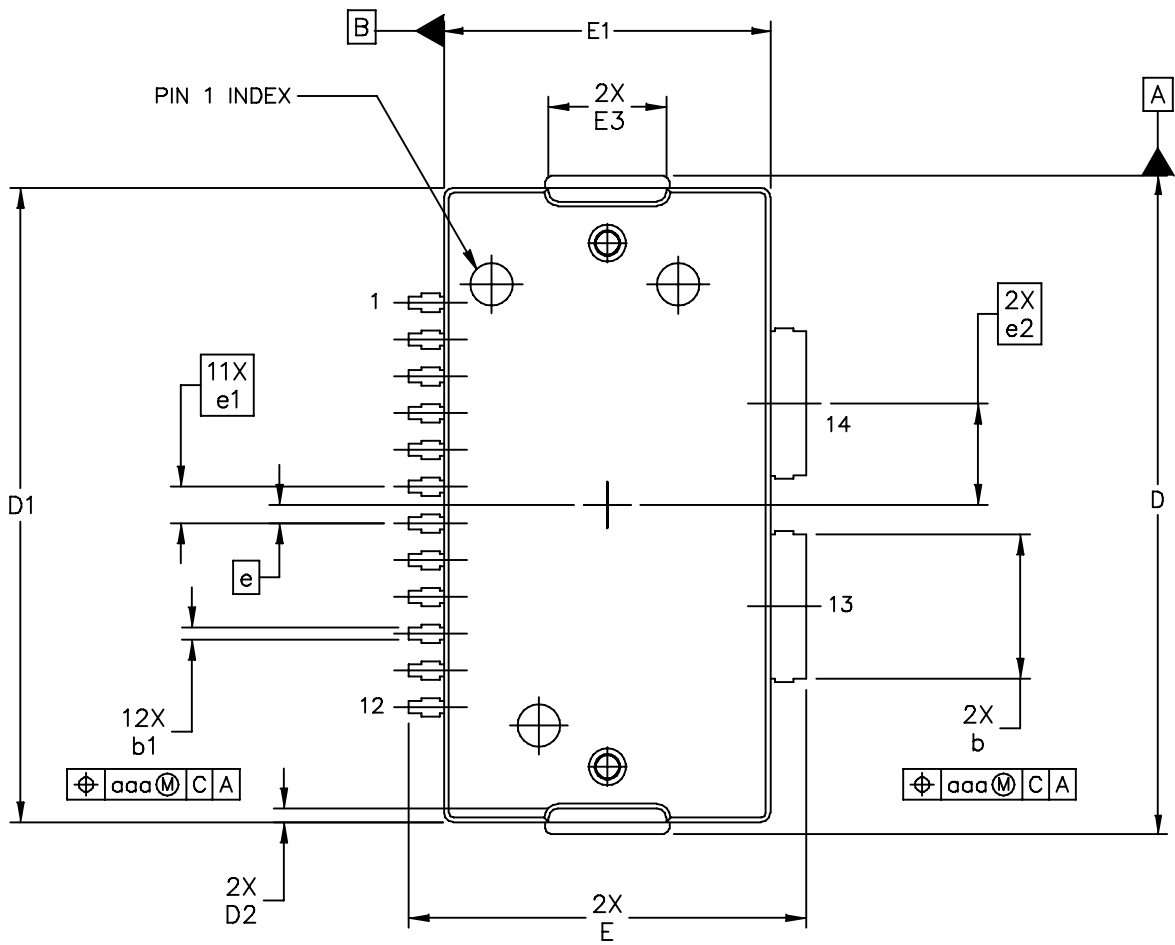 B
E1
PIN 1 INDEX
2X
E3
A
1
2X
e2
11X
e1
14
D1
D
e
13
12
12X
b1
2X
b
⌖ aaa Ⓜ C A
⌖ aaa Ⓜ C A
2X
D2
2X
E